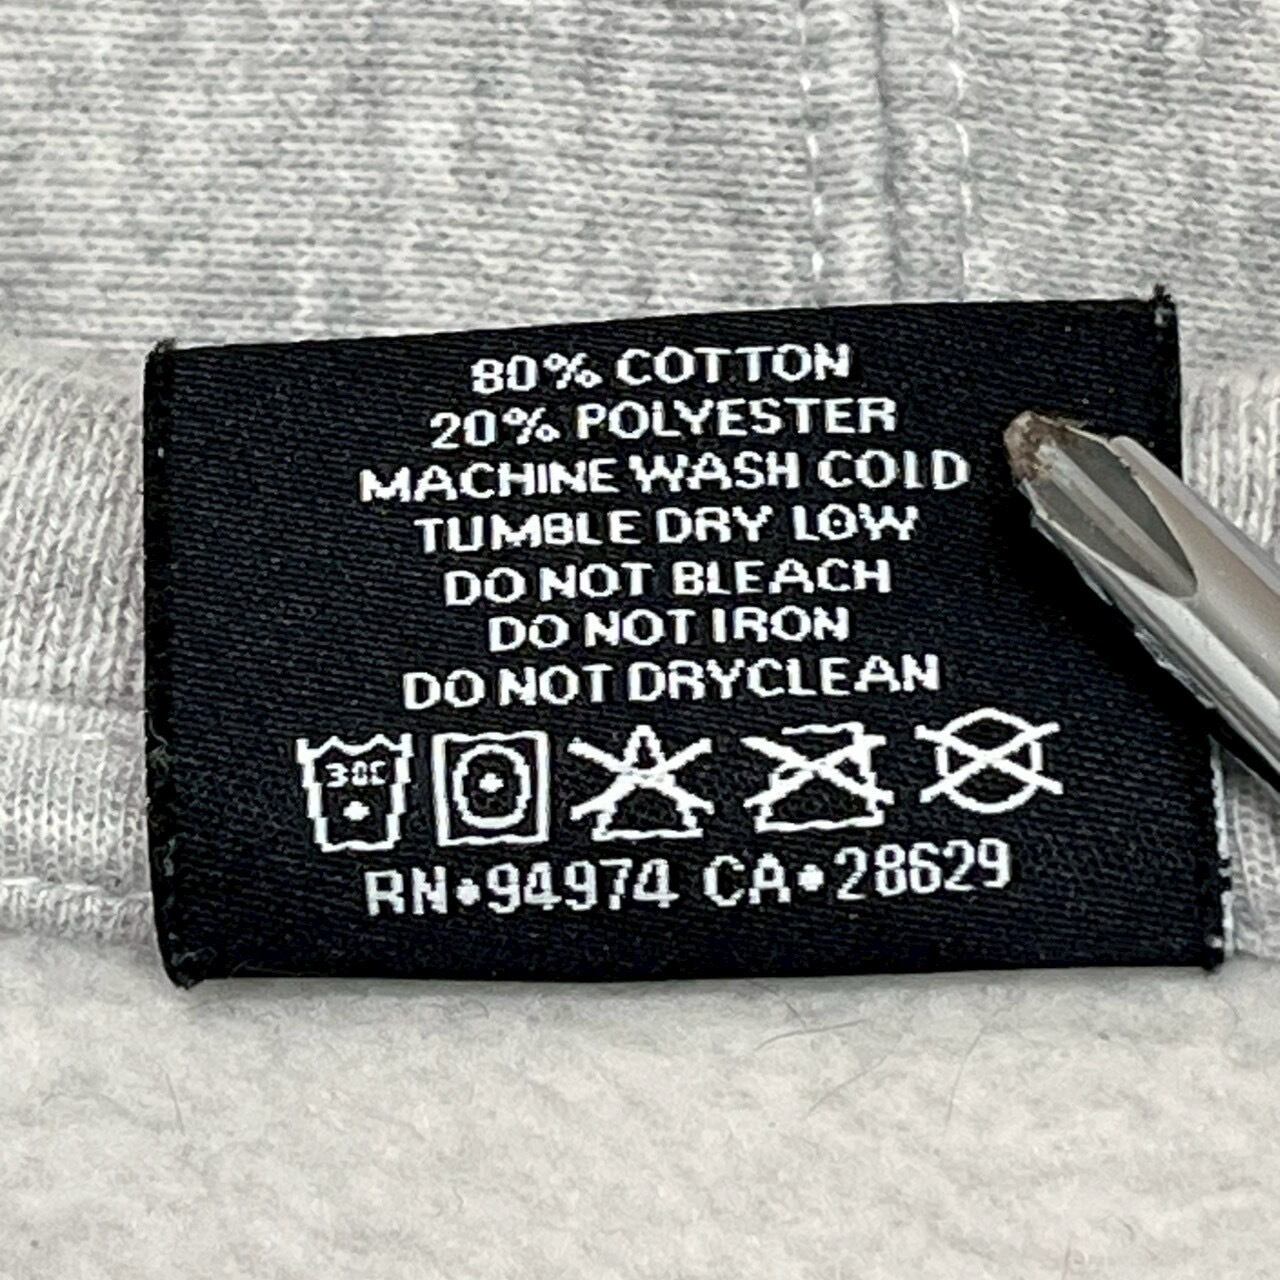 80% COTTON
20% POLYESTER
MACHINE WASH COLD
TUMBLE DRY LOW
DO NOT BLEACH
DO NOT IRON
DO NOT DRYCLEAN
30C
RN•94974 CA•28629